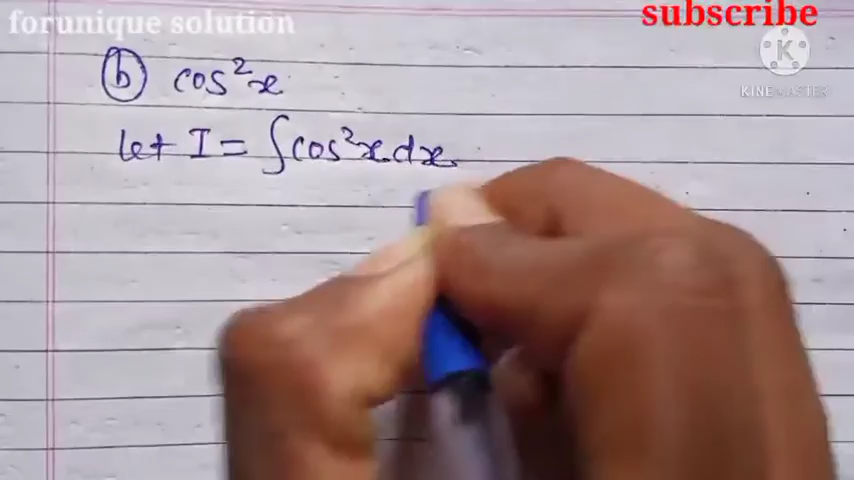 forunique solution
subscribe
K
KINEMASTER
(b) cos²x
let I = ∫cos²x dx